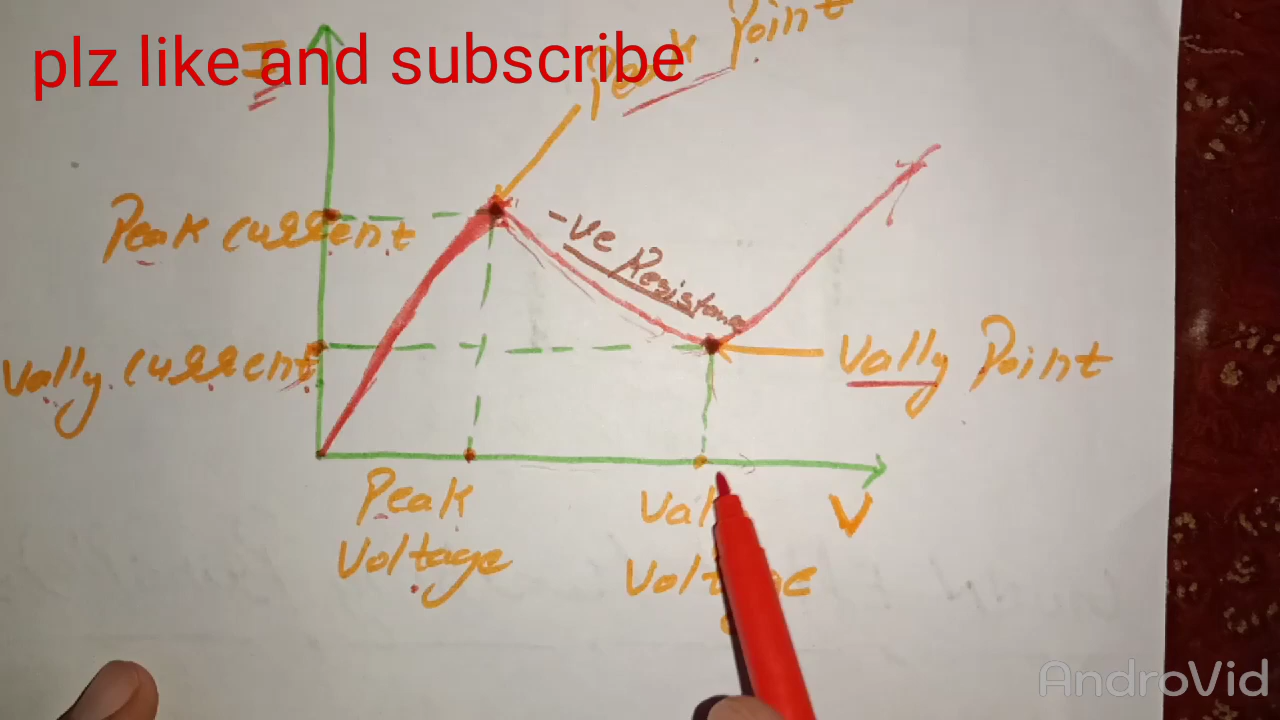 plz like and subscribe
I
Peak Point
Peak current
-ve Resistance
Vally current
Vally Point
Peak
Voltage
V
AndroVid